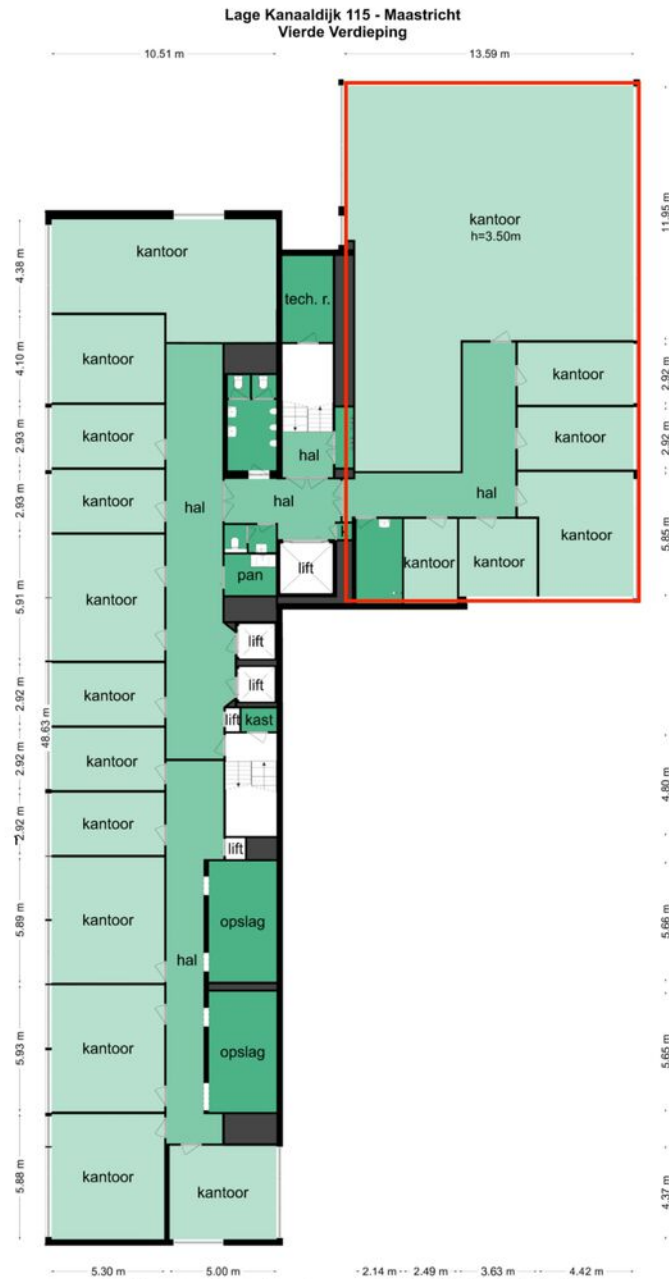 Lage Kanaaldijk 115 - Maastricht
Vierde Verdieping
10.51 m
13.59 m
kantoor
h=3.50m
11.95 m
kantoor
4.38 m
tech. r.
kantoor
4.10 m
kantoor
2.92 m
kantoor
2.93 m
kantoor
2.92 m
hal
kantoor
2.93 m
hal
hal
hal
kantoor
5.85 m
k
pan
lift
kantoor
kantoor
kantoor
5.91 m
lift
lift
kantoor
2.92 m
lift
kast
48.63 m
kantoor
2.92 m
4.80 m
kantoor
2.92 m
lift
kantoor
5.89 m
opslag
5.66 m
hal
kantoor
5.93 m
opslag
5.65 m
kantoor
5.88 m
kantoor
4.37 m
5.30 m
5.00 m
2.14 m
2.49 m
3.63 m
4.42 m